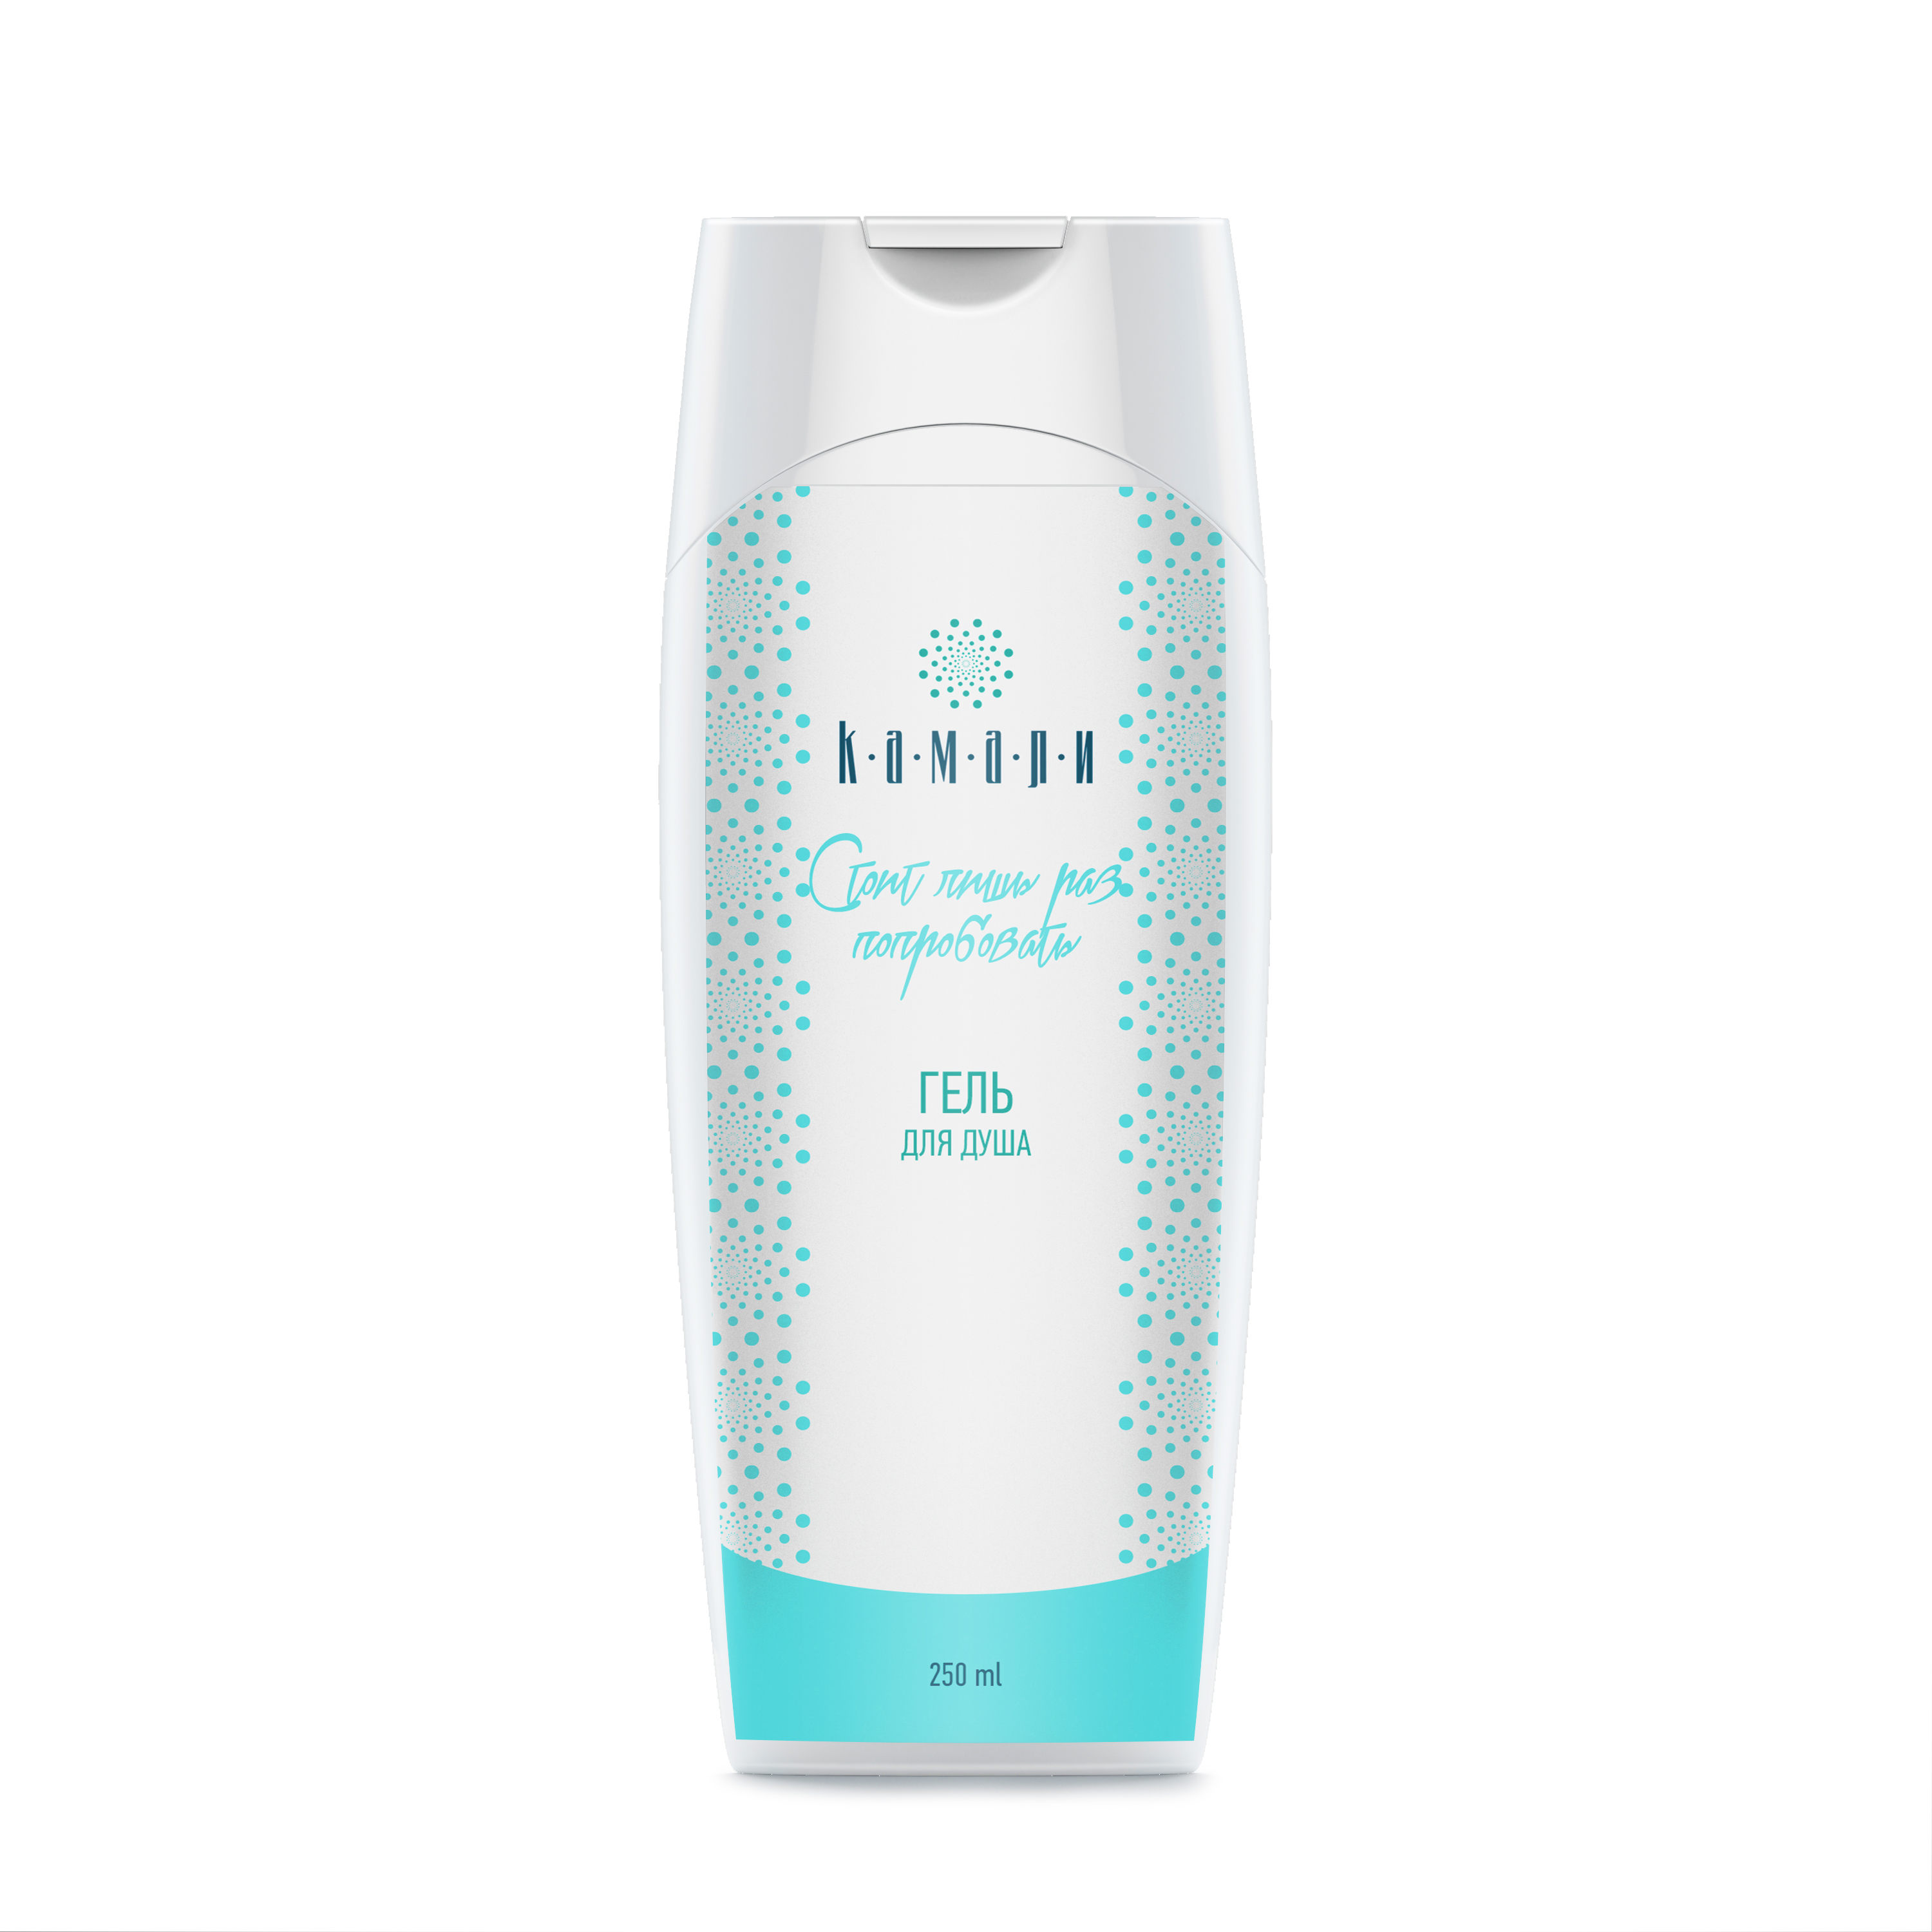 к·а·м·а·л·и
Стоит лишь раз
попробовать
ГЕЛЬ
ДЛЯ ДУША
250 ml